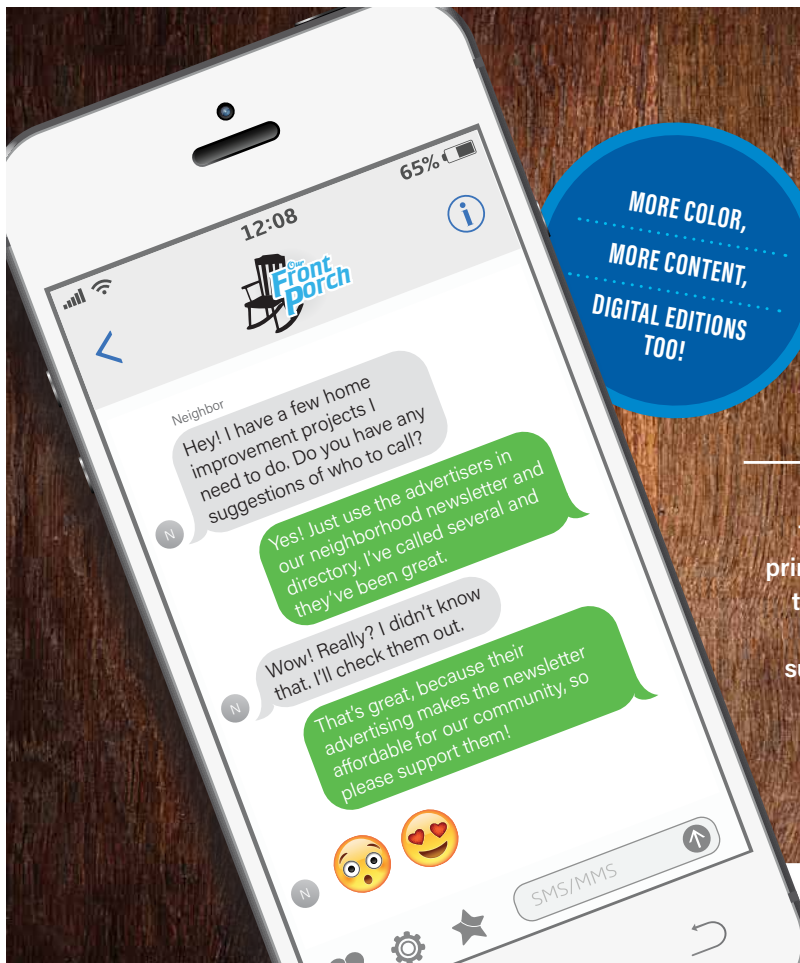 65%
12:08
Our
Front
Porch
MORE COLOR,
MORE CONTENT,
DIGITAL EDITIONS
TOO!
Neighbor
Hey! I have a few home
improvement projects I
need to do. Do you have any
suggestions of who to call?
N
Yes! Just use the advertisers in
our neighborhood newsletter and
directory. I've called several and
they've been great.
Wow! Really? I didn't know
that. I'll check them out.
N
That's great, because their
advertising makes the newsletter
affordable for our community, so
please support them!
N
SMS/MMS